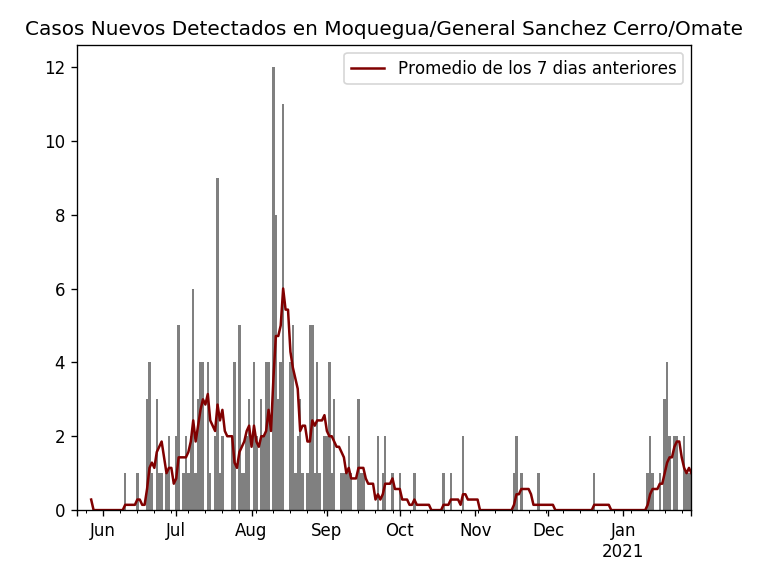 Casos Nuevos Detectados en Moquegua/General Sanchez Cerro/Omate
Promedio de los 7 dias anteriores
12
10
8
6
4
2
0
Jun Jul Aug Sep Oct Nov Dec Jan
2021